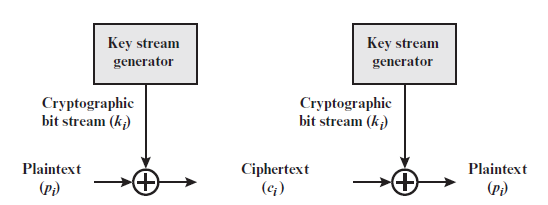 Key stream
generator
Key stream
generator
Cryptographic
bit stream (kᵢ)
Cryptographic
bit stream (kᵢ)
Plaintext
(pᵢ)
Ciphertext
(cᵢ)
Plaintext
(pᵢ)